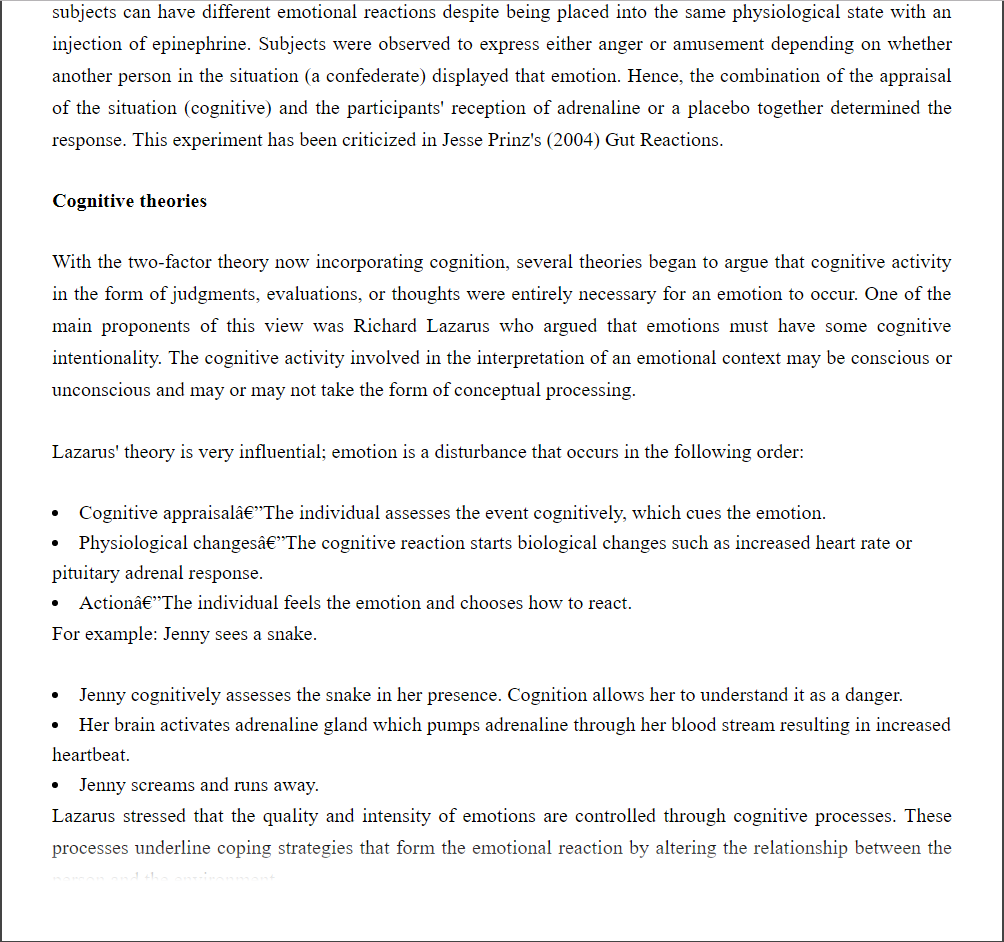 subjects can have different emotional reactions despite being placed into the same physiological state with an
injection of epinephrine. Subjects were observed to express either anger or amusement depending on whether
another person in the situation (a confederate) displayed that emotion. Hence, the combination of the appraisal
of the situation (cognitive) and the participants' reception of adrenaline or a placebo together determined the
response. This experiment has been criticized in Jesse Prinz's (2004) Gut Reactions.
Cognitive theories
With the two-factor theory now incorporating cognition, several theories began to argue that cognitive activity
in the form of judgments, evaluations, or thoughts were entirely necessary for an emotion to occur. One of the
main proponents of this view was Richard Lazarus who argued that emotions must have some cognitive
intentionality. The cognitive activity involved in the interpretation of an emotional context may be conscious or
unconscious and may or may not take the form of conceptual processing.
Lazarus' theory is very influential; emotion is a disturbance that occurs in the following order:
• Cognitive appraisalâ€”The individual assesses the event cognitively, which cues the emotion.
• Physiological changesâ€”The cognitive reaction starts biological changes such as increased heart rate or
pituitary adrenal response.
• Actionâ€”The individual feels the emotion and chooses how to react.
For example: Jenny sees a snake.
• Jenny cognitively assesses the snake in her presence. Cognition allows her to understand it as a danger.
• Her brain activates adrenaline gland which pumps adrenaline through her blood stream resulting in increased
heartbeat.
• Jenny screams and runs away.
Lazarus stressed that the quality and intensity of emotions are controlled through cognitive processes. These
processes underline coping strategies that form the emotional reaction by altering the relationship between the